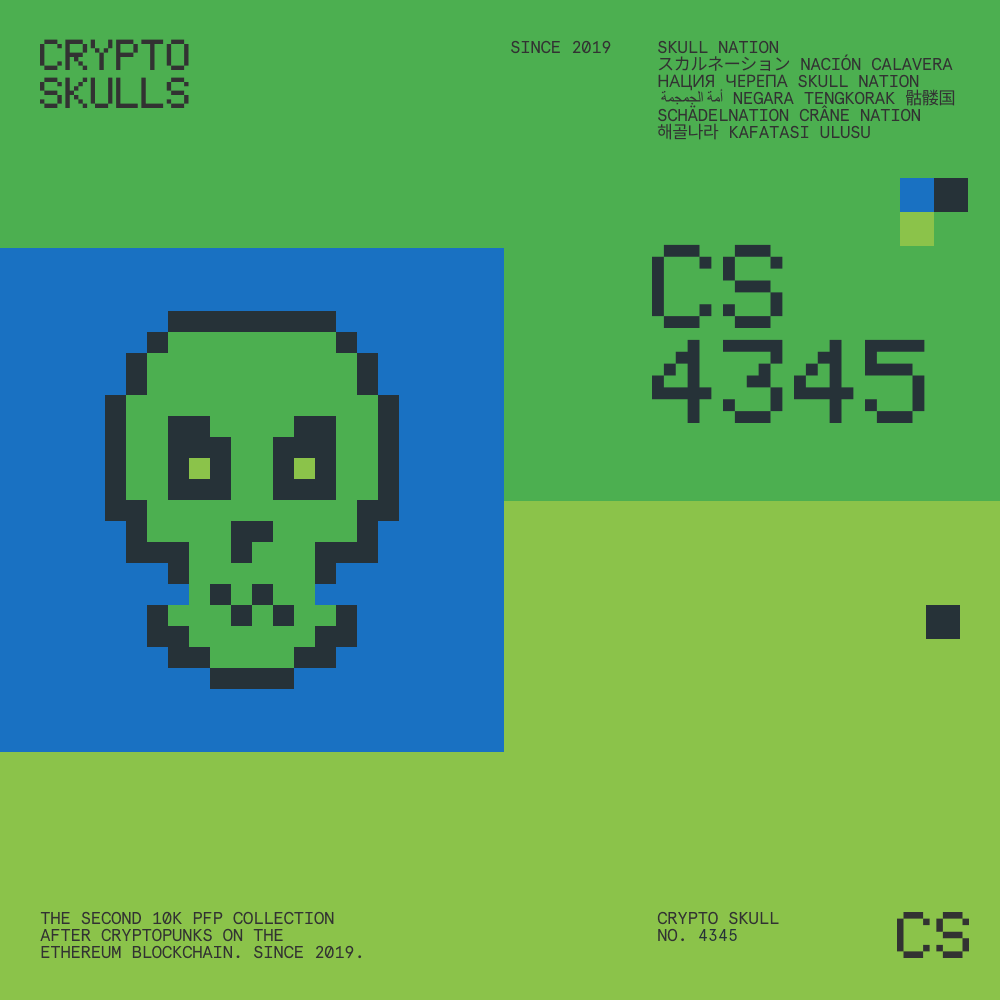 CRYPTO
SKULLS
SINCE 2019
SKULL NATION
スカルネーション NACIÓN CALAVERA
НАЦИЯ ЧЕРЕПА SKULL NATION
أمة الجمجمة NEGARA TENGKORAK 骷髅国
SCHÄDELNATION CRÂNE NATION
해골나라 KAFATASI ULUSU
CS
4345
THE SECOND 10K PFP COLLECTION
AFTER CRYPTOPUNKS ON THE
ETHEREUM BLOCKCHAIN. SINCE 2019.
CRYPTO SKULL
NO. 4345
CS